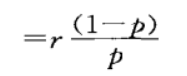 =r (1-p)/p